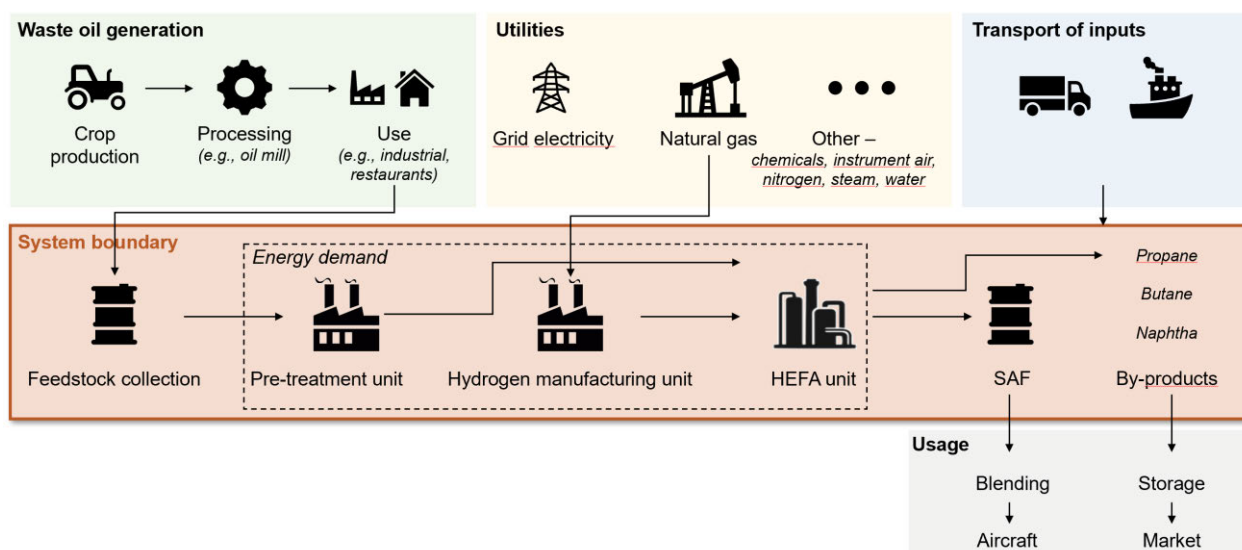 Waste oil generation
Crop
production
Processing
(e.g., oil mill)
Use
(e.g., industrial,
restaurants)
Utilities
Grid electricity
Natural gas
Other –
chemicals, instrument air,
nitrogen, steam, water
Transport of inputs
System boundary
Energy demand
Feedstock collection
Pre-treatment unit
Hydrogen manufacturing unit
HEFA unit
SAF
Propane
Butane
Naphtha
By-products
Usage
Blending
Aircraft
Storage
Market